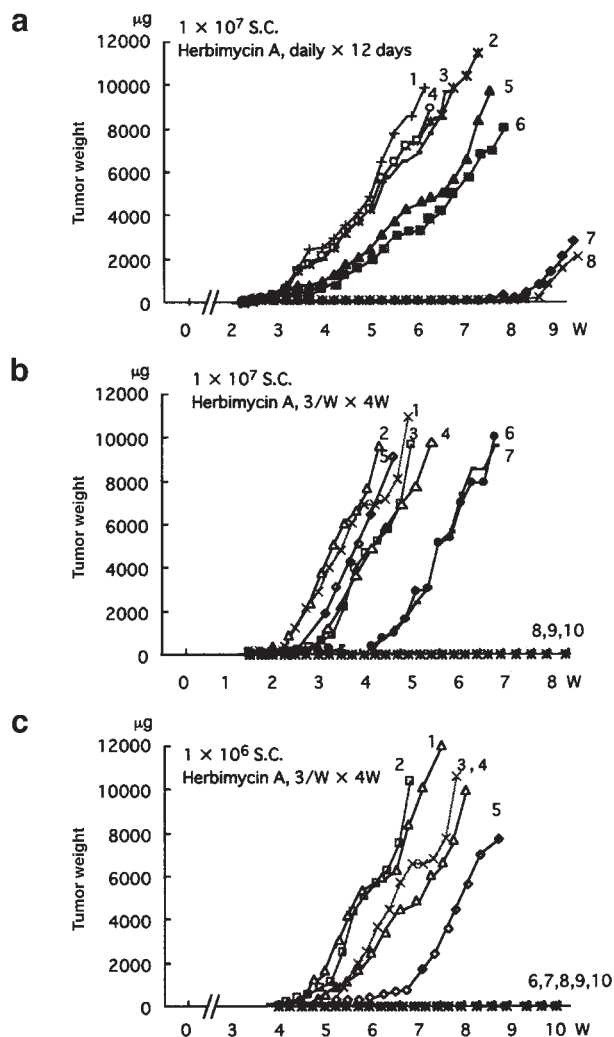 a
μg
1 × 10⁷ S.C.
Herbimycin A, daily × 12 days
12000
10000
8000
6000
4000
2000
0
Tumor weight
1
4
3
2
5
6
7
8
0 2 3 4 5 6 7 8 9 W
b
μg
1 × 10⁷ S.C.
Herbimycin A, 3/W × 4W
12000
10000
8000
6000
4000
2000
0
Tumor weight
2
5
1
3
4
6
7
8,9,10
0 1 2 3 4 5 6 7 8 W
c
μg
1 × 10⁶ S.C.
Herbimycin A, 3/W × 4W
12000
10000
8000
6000
4000
2000
0
Tumor weight
2
1
3,4
5
6,7,8,9,10
0 3 4 5 6 7 8 9 10 W